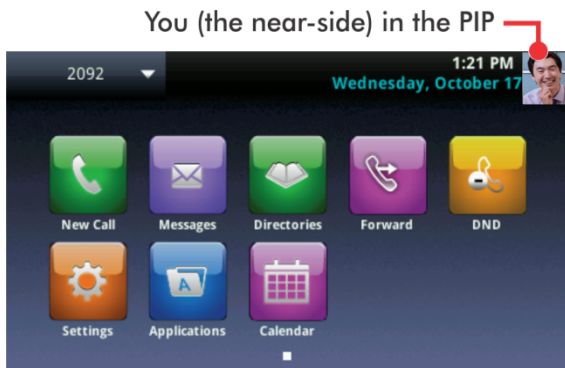 You (the near-side) in the PIP
2092
1:21 PM
Wednesday, October 17
New Call
Messages
Directories
Forward
DND
A
Settings
Applications
Calendar